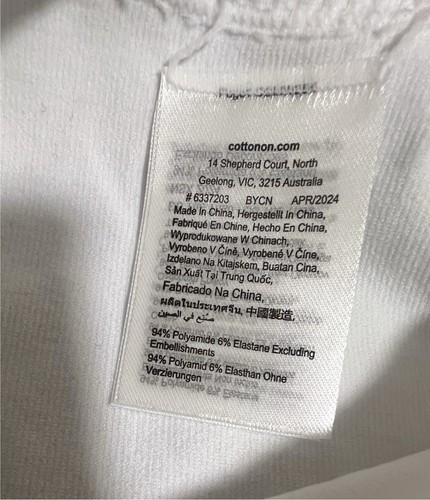 cottonon.com
14 Shepherd Court, North
Geelong, VIC, 3215 Australia
# 6337203 BYCN APR/2024
Made In China, Hergestellt In China,
Fabriqué En Chine, Hecho En China,
Wyprodukowane W Chinach,
Vyrobeno V Číně, Vyrobené V Číne,
Izdelano Na Kitajskem, Buatan Cina,
Sản Xuất Tại Trung Quốc,
Fabricado Na China,
ผลิตในประเทศจีน, 中國製造,
صنع في الصين
94% Polyamide 6% Elastane Excluding
Embellishments
94% Polyamid 6% Elasthan Ohne
Verzierungen